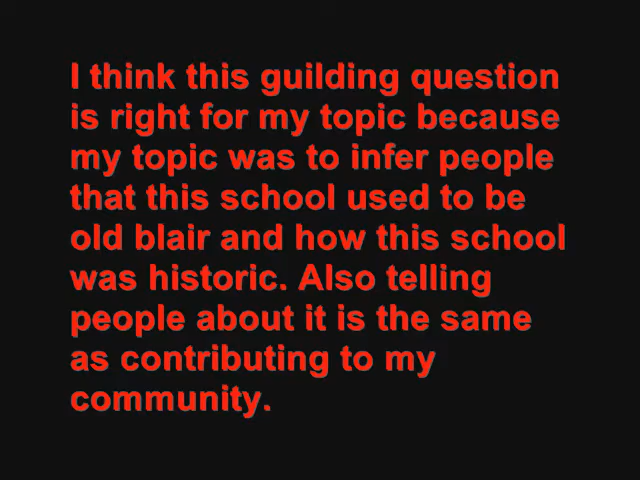 I think this guilding question
is right for my topic because
my topic was to infer people
that this school used to be
old blair and how this school
was historic. Also telling
people about it is the same
as contributing to my
community.